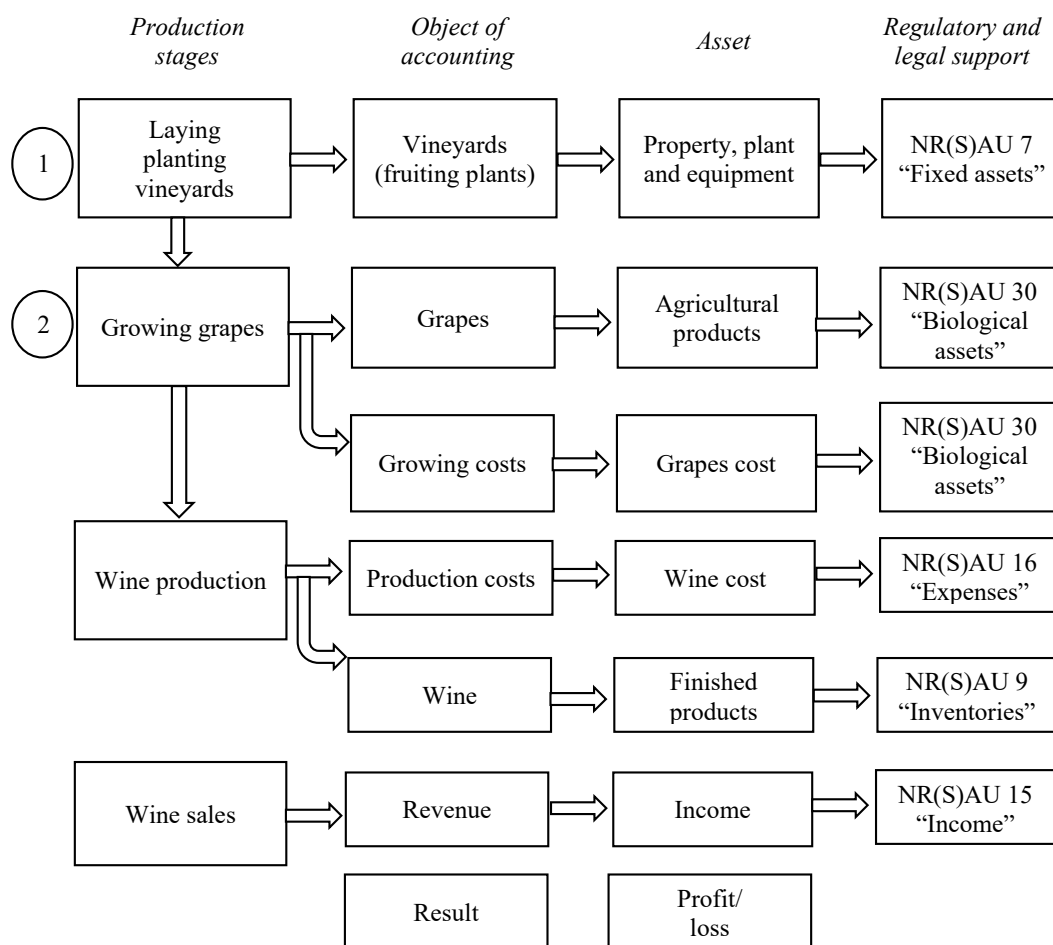 Production
stages
Object of
accounting
Asset
Regulatory and
legal support
1
Laying
planting
vineyards
Vineyards
(fruiting plants)
Property, plant
and equipment
NR(S)AU 7
“Fixed assets”
2
Growing grapes
Grapes
Agricultural
products
NR(S)AU 30
“Biological
assets”
Growing costs
Grapes cost
NR(S)AU 30
“Biological
assets”
Wine production
Production costs
Wine cost
NR(S)AU 16
“Expenses”
Wine
Finished
products
NR(S)AU 9
“Inventories”
Wine sales
Revenue
Income
NR(S)AU 15
“Income”
Result
Profit/
loss